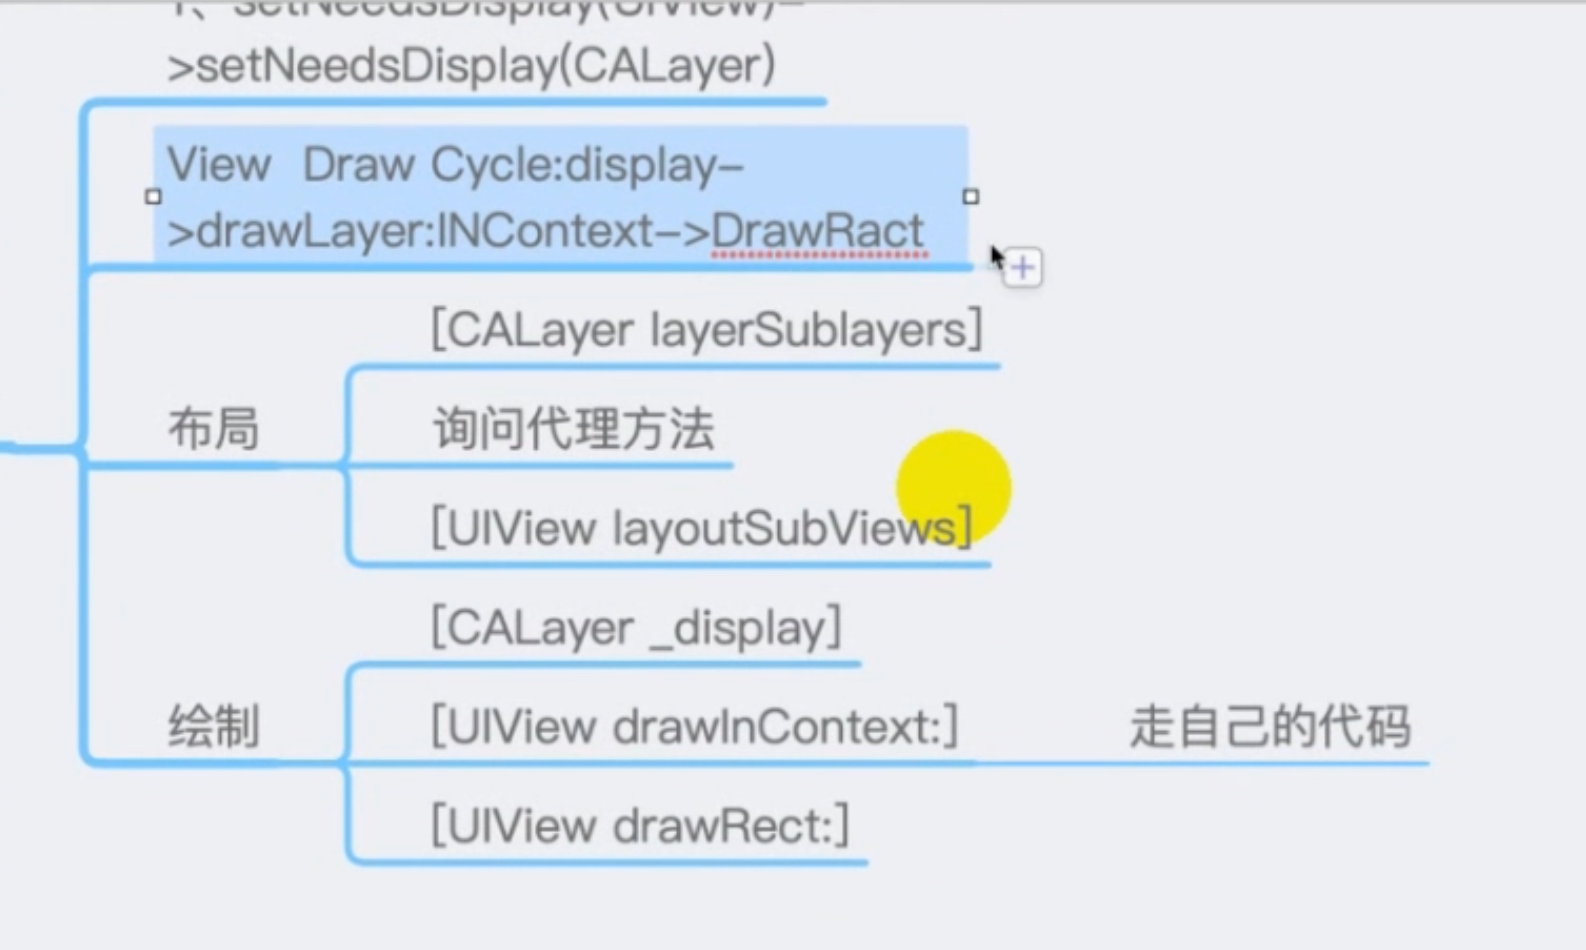 1、setNeedsDisplay(UIView)-
>setNeedsDisplay(CALayer)
View  Draw Cycle:display-
>drawLayer:INContext->DrawRact
[CALayer layerSublayers]
布局
询问代理方法
[UIView layoutSubViews]
[CALayer _display]
绘制
[UIView drawInContext:]
走自己的代码
[UIView drawRect:]